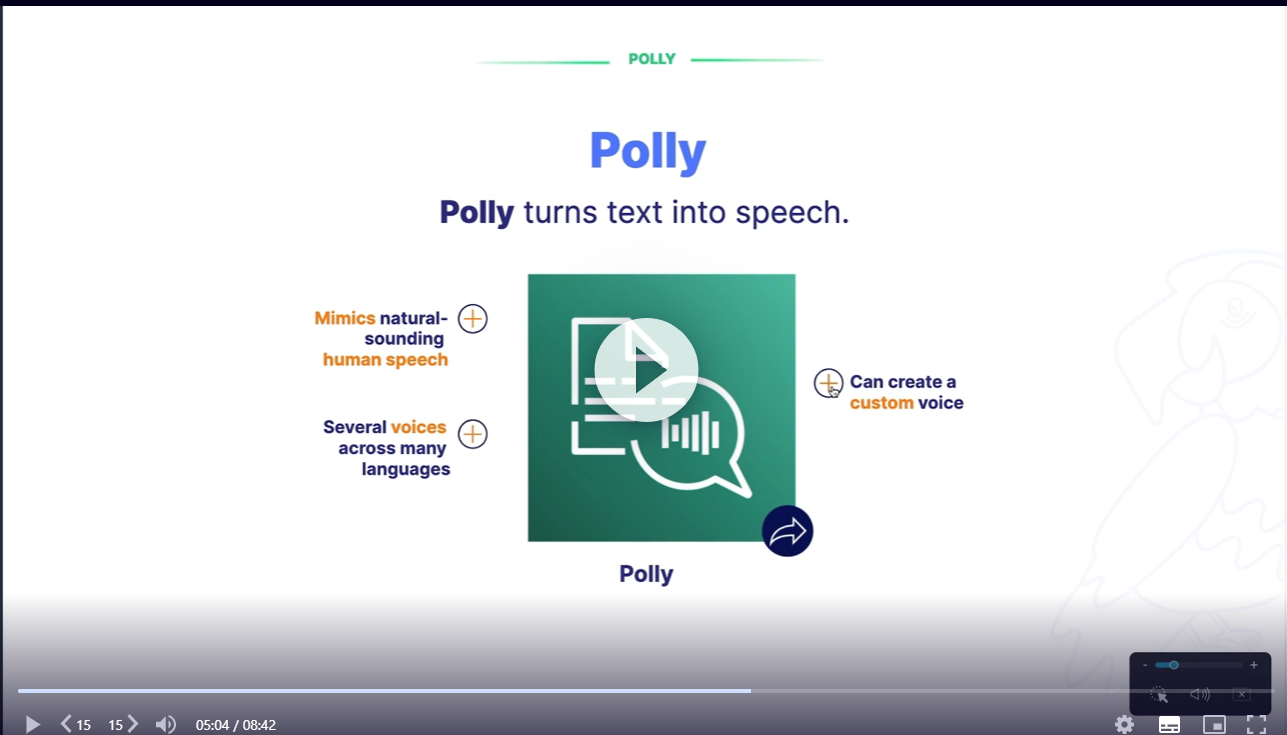 POLLY
Polly
Polly turns text into speech.
Mimics natural-
sounding
human speech
Several voices
across many
languages
Can create a
custom voice
Polly
- +
15 15 05:04 / 08:42